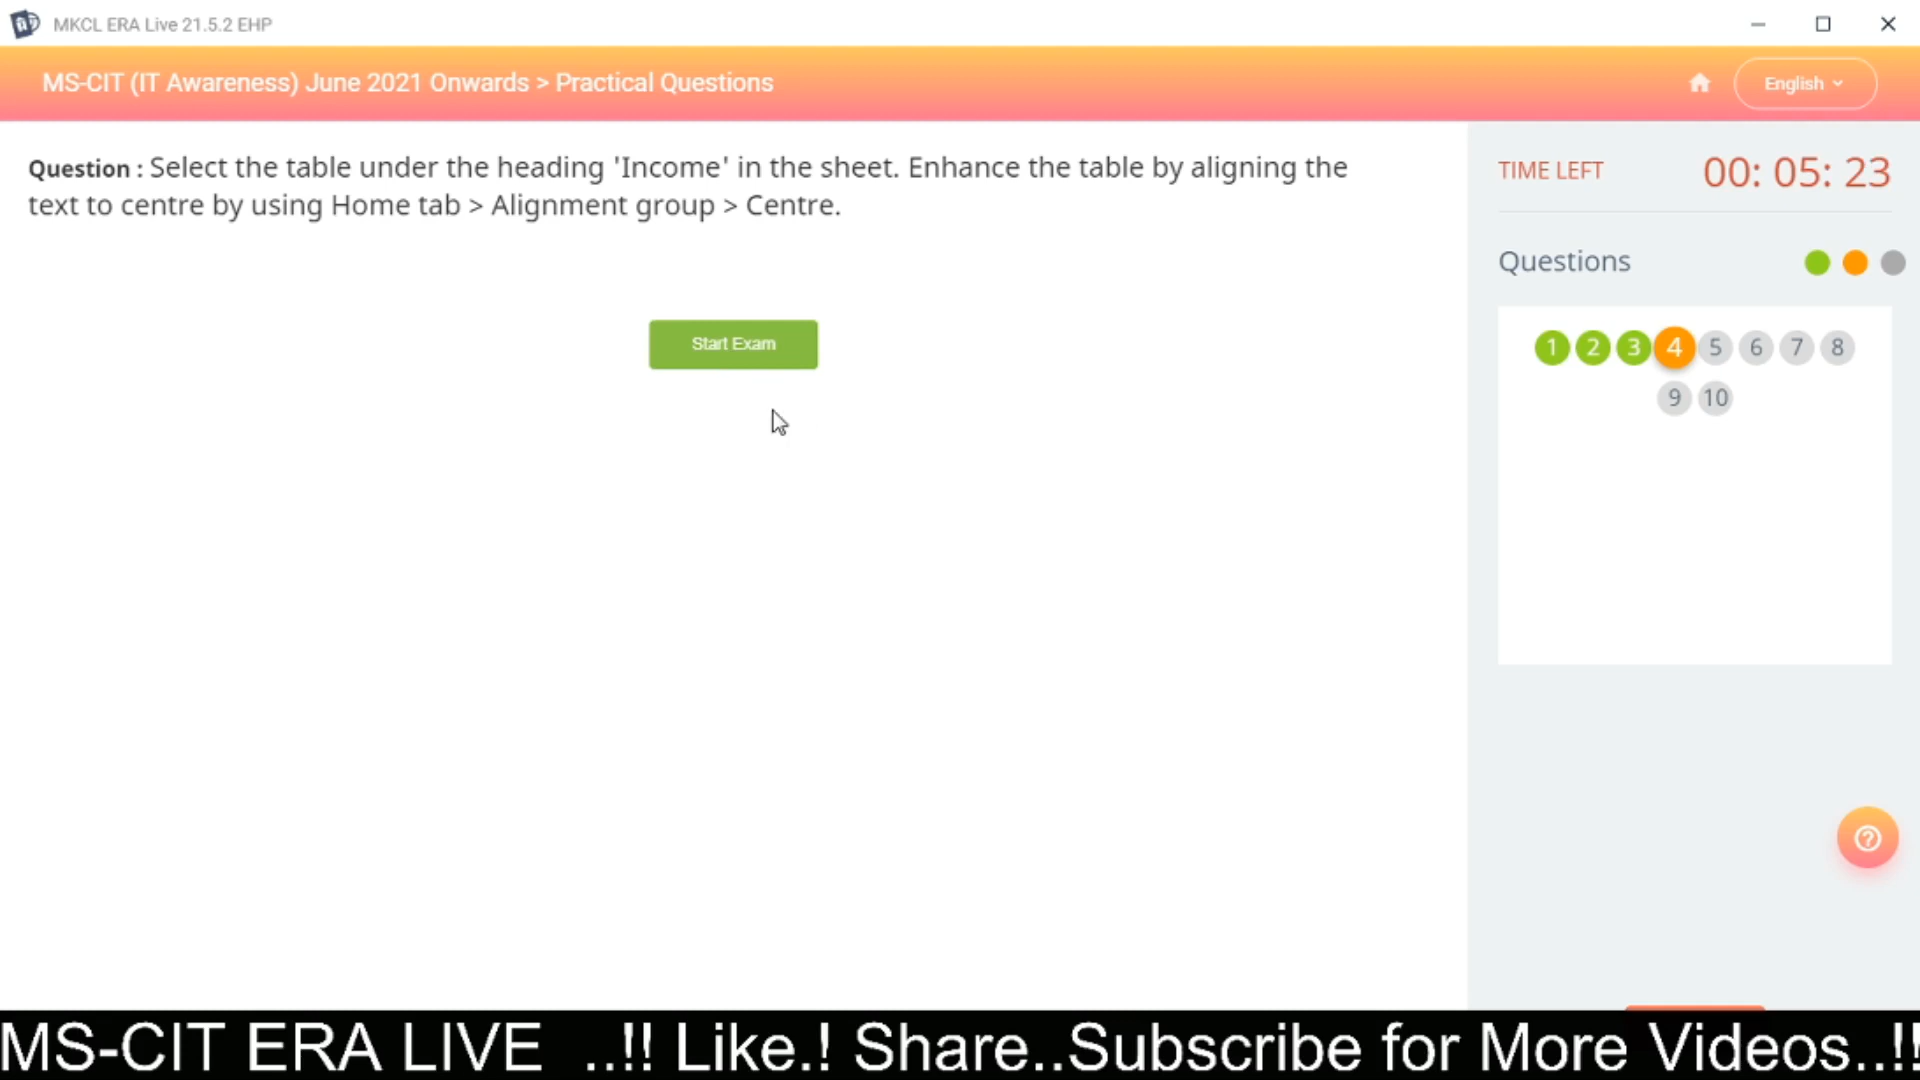 MKCL ERA Live 21.5.2 EHP
MS-CIT (IT Awareness) June 2021 Onwards > Practical Questions
English
Question : Select the table under the heading 'Income' in the sheet. Enhance the table by aligning the
text to centre by using Home tab > Alignment group > Centre.
TIME LEFT 00: 05: 23
Questions
Start Exam
1 2 3 4 5 6 7 8
9 10
MS-CIT ERA LIVE ..!! Like.! Share..Subscribe for More Videos..!!